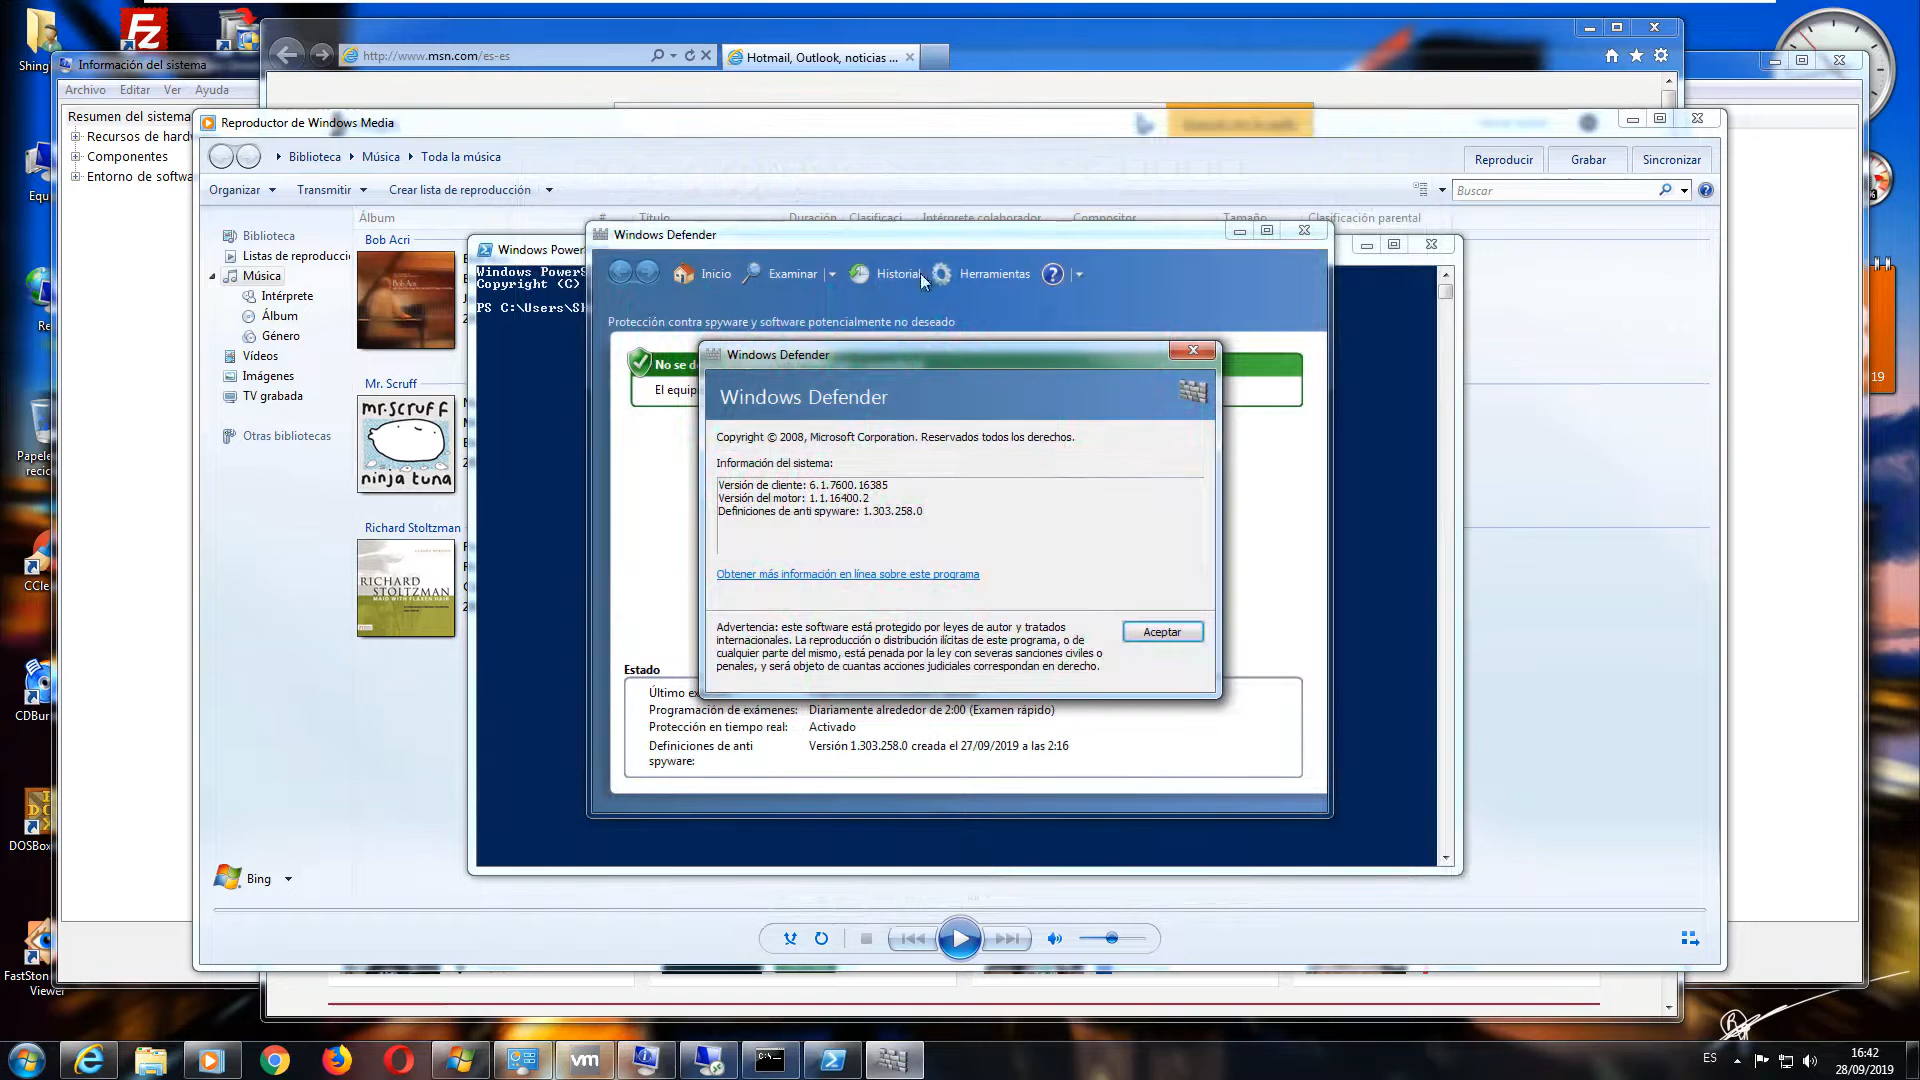 Información del sistema
Archivo Editar Ver Ayuda
Resumen del sistema
Recursos de hardw
Componentes
Entorno de softwa
http://www.msn.com/es-es
Hotmail, Outlook, noticias ...
Reproductor de Windows Media
Biblioteca Música Toda la música
Reproducir Grabar Sincronizar
Organizar Transmitir Crear lista de reproducción
Buscar
Álbum # Título Duración Clasificaci Intérprete colaborador Compositor Tamaño Clasificación parental
Biblioteca
Listas de reproducció
Música
Intérprete
Álbum
Género
Vídeos
Imágenes
TV grabada
Otras bibliotecas
Bing
Bob Acri
Bob Acri
Mr. Scruff
mr.scruff
ninja tuna
Richard Stoltzman
RICHARD
STOLTZMAN
Windows PowerS
Windows PowerS
Copyright (C)
PS C:\Users\Sh
Windows Defender
Inicio Examinar Historial Herramientas
Protección contra spyware y software potencialmente no deseado
No se d
El equip
Windows Defender
Windows Defender
Copyright © 2008, Microsoft Corporation. Reservados todos los derechos.
Información del sistema:
Versión de cliente: 6.1.7600.16385
Versión del motor: 1.1.16400.2
Definiciones de anti spyware: 1.303.258.0
Obtener más información en línea sobre este programa
Advertencia: este software está protegido por leyes de autor y tratados
internacionales. La reproducción o distribución ilícitas de este programa, o de
cualquier parte del mismo, está penada por la ley con severas sanciones civiles o
penales, y será objeto de cuantas acciones judiciales correspondan en derecho.
Aceptar
Estado
Último ex
Programación de exámenes: Diariamente alrededor de 2:00 (Examen rápido)
Protección en tiempo real: Activado
Definiciones de anti Versión 1.303.258.0 creada el 27/09/2019 a las 2:16
spyware:
Shing
Equ
Re
Papele
recic
CCle
CDBur
DOSBox
FastSton
Viewer
19
vm
ES
16:42
28/09/2019